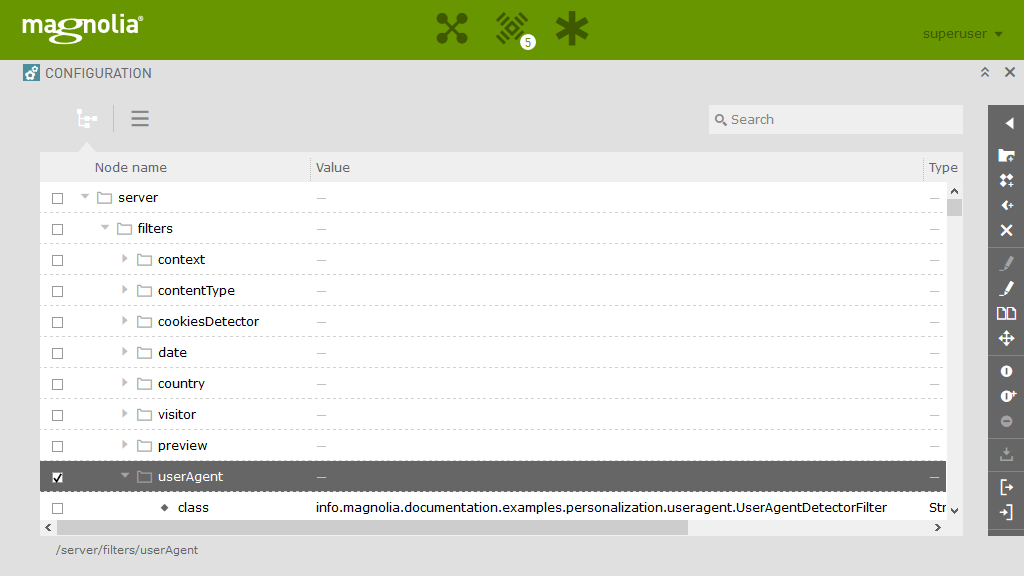 magnolia®
5
superuser
CONFIGURATION
Search
Node name Value Type
server —
filters —
context —
contentType —
cookiesDetector —
date —
country —
visitor —
preview —
userAgent —
class info.magnolia.documentation.examples.personalization.useragent.UserAgentDetectorFilter Str
/server/filters/userAgent